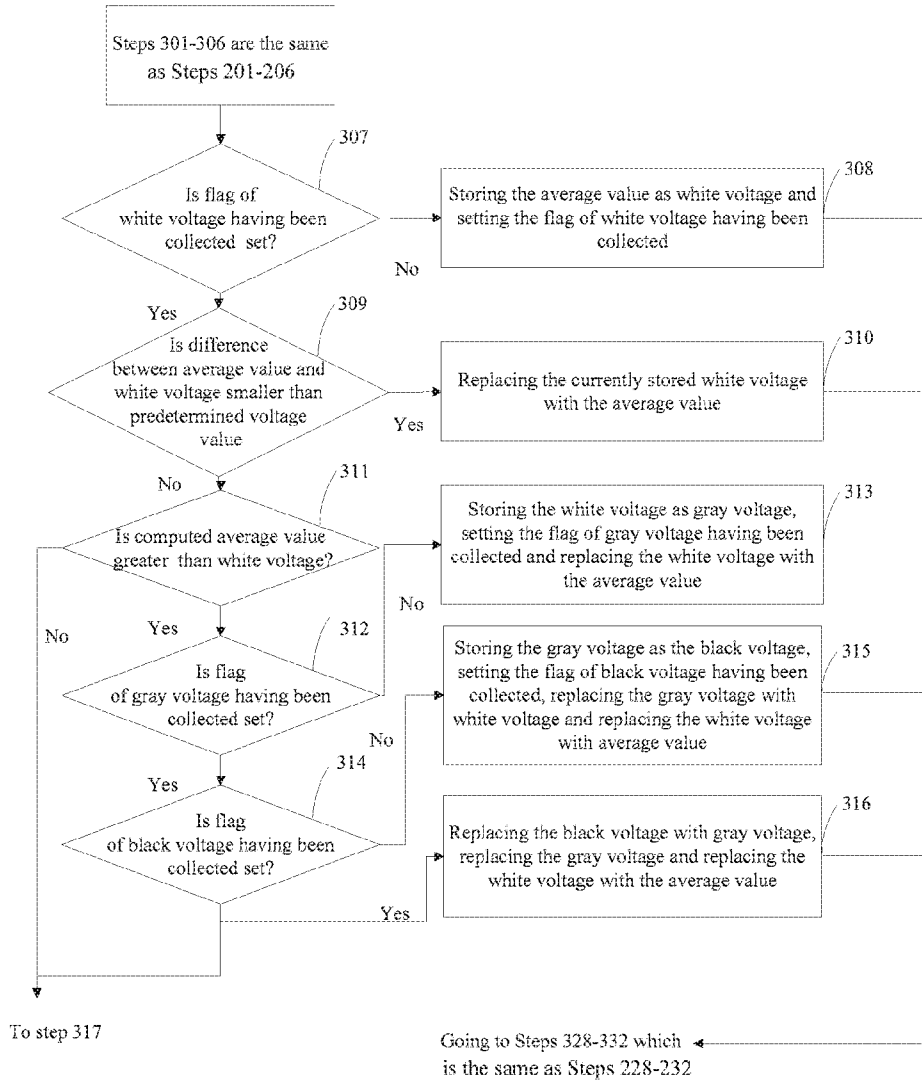 Steps 301-306 are the same
as Steps 201-206
307
Is flag of
white voltage having been
collected set?
308
Storing the average value as white voltage and
setting the flag of white voltage having been
collected
No
Yes
309
Is difference
between average value and
white voltage smaller than
predetermined voltage
value
310
Replacing the currently stored white voltage
with the average value
Yes
No
311
Is computed average value
greater than white voltage?
313
Storing the white voltage as gray voltage,
setting the flag of gray voltage having been
collected and replacing the white voltage with
the average value
No
No
Yes
312
Is flag
of gray voltage having been
collected set?
315
Storing the gray voltage as the black voltage,
setting the flag of black voltage having been
collected, replacing the gray voltage with
white voltage and replacing the white voltage
with average value
No
Yes
314
Is flag
of black voltage having been
collected set?
316
Replacing the black voltage with gray voltage,
replacing the gray voltage and replacing the
white voltage with the average value
Yes
To step 317
Going to Steps 328-332 which
is the same as Steps 228-232